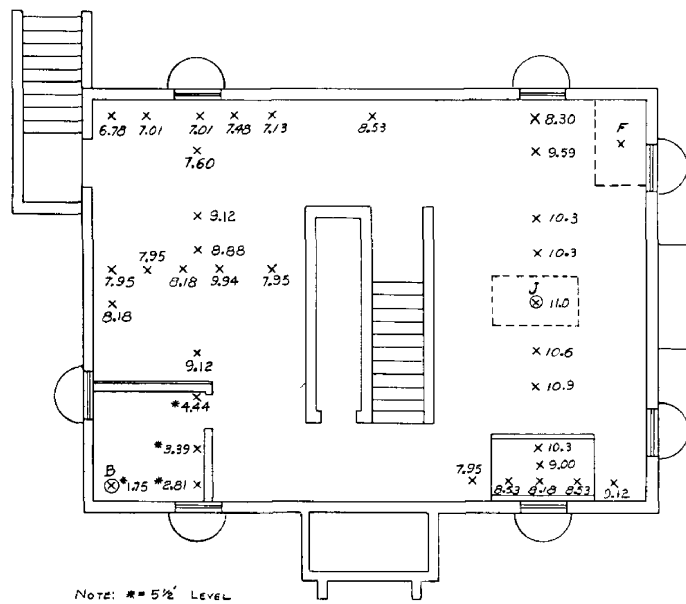 8.30
F
6.78 7.01 7.01 7.48 7.13 8.53
9.59
7.60
9.12 10.3
8.88 10.3
7.95
7.95 8.18 9.94 7.95
J
8.18 11.0
9.12 10.6
10.9
*4.44
*3.39 10.3
B 9.00
*1.75 *2.81 7.95 8.53 8.18 8.53 9.12
NOTE: *= 5½' LEVEL